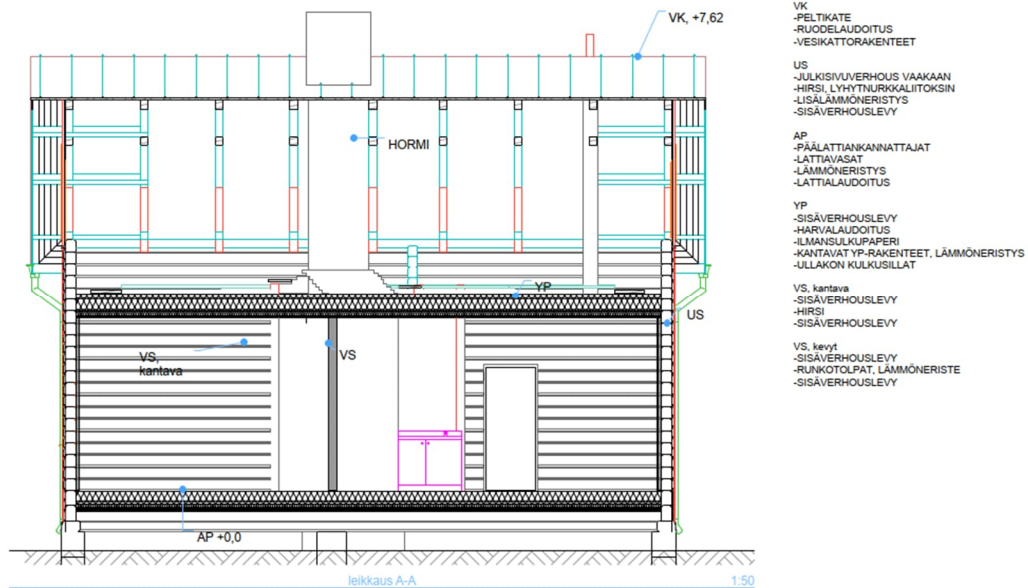 VK, +7,62
HORMI
YP
US
VS
VS,
kantava
AP +0,0
leikkaus A-A
1:50
VK
-PELTIKATE
-RUODELAUDOITUS
-VESIKATTORAKENTEET
US
-JULKISIVUVERHOUS VAAKAAN
-HIRSI, LYHYTNURKKALIITOKSIN
-LISÄLÄMMÖNERISTYS
-SISÄVERHOUSLEVY
AP
-PÄÄLATTIANKANNATTAJAT
-LATTIAVASAT
-LÄMMÖNERISTYS
-LATTIALAUDOITUS
YP
-SISÄVERHOUSLEVY
-HARVALAUDOITUS
-ILMANSULKUPAPERI
-KANTAVAT YP-RAKENTEET, LÄMMÖNERISTYS
-ULLAKON KULKUSILLAT
VS, kantava
-SISÄVERHOUSLEVY
-HIRSI
-SISÄVERHOUSLEVY
VS, kevyt
-SISÄVERHOUSLEVY
-RUNKOTOLPAT, LÄMMÖNERISTE
-SISÄVERHOUSLEVY